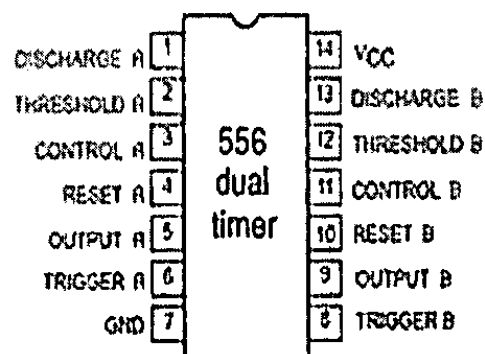 DISCHARGE A 1
THRESHOLD A 2
CONTROL A 3
RESET A 4
OUTPUT A 5
TRIGGER A 6
GND 7
556
dual
timer
14 VCC
13 DISCHARGE B
12 THRESHOLD B
11 CONTROL B
10 RESET B
9 OUTPUT B
8 TRIGGER B